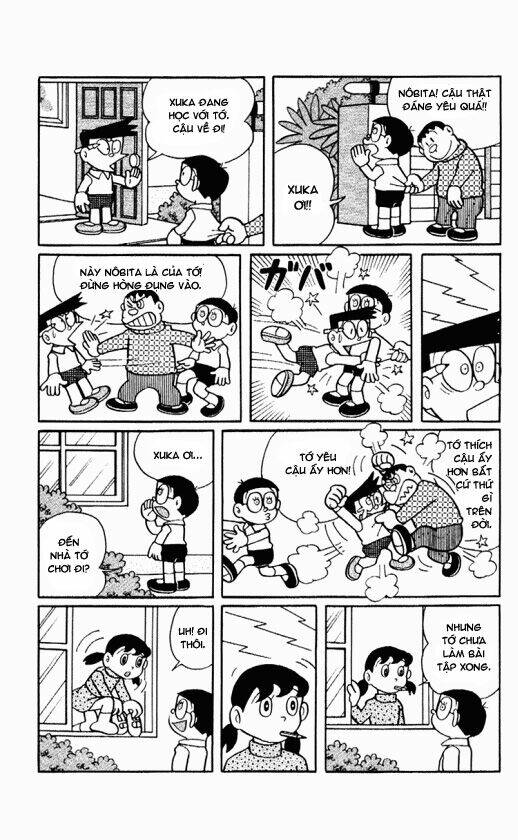 XUKA ĐANG
HỌC VỚI TỚ.
CẬU VỀ ĐI!
NÔBITA! CẬU THẬT
ĐÁNG YÊU QUÁ!!
XUKA
ƠI!!
NÀY NÔBITA LÀ CỦA TỚ!
ĐỪNG HÒNG ĐỤNG VÀO.
ガバ
XUKA ƠI...
ĐẾN
NHÀ TỚ
CHƠI ĐI?
TỚ YÊU
CẬU ẤY HƠN!
TỚ THÍCH
CẬU ẤY
HƠN BẤT
CỨ THỨ
GÌ
TRÊN
ĐỜI.
UH! ĐI
THÔI.
NHƯNG
TỚ CHƯA
LÀM BÀI
TẬP XONG.